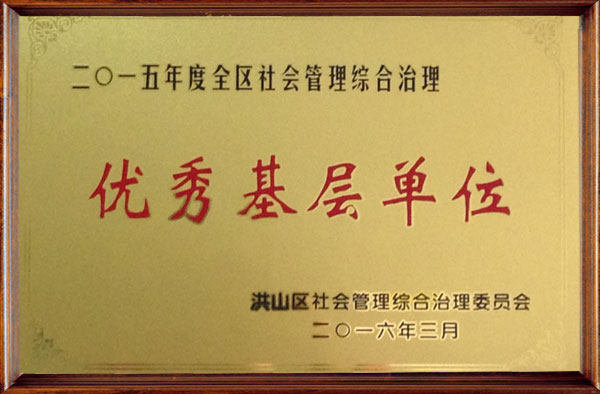 二〇一五年度全区社会管理综合治理
优秀基层单位
洪山区社会管理综合治理委员会
二〇一六年三月